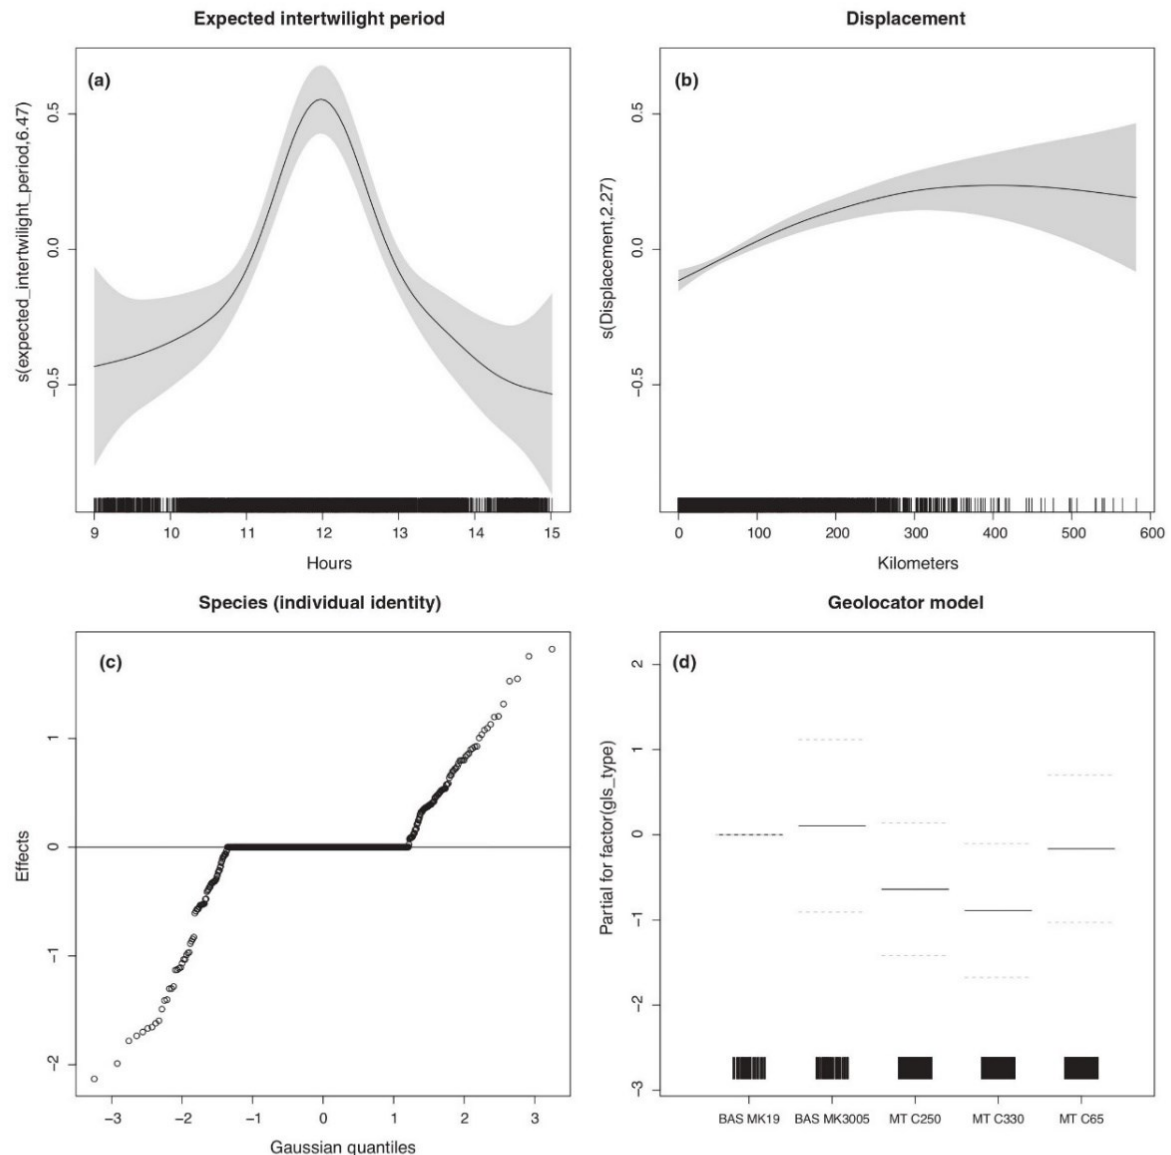 Expected intertwilight period
(a)
s(expected_intertwilight_period,6.47)
0.5
0.0
−0.5
9 10 11 12 13 14 15
Hours
Displacement
(b)
s(Displacement,2.27)
0.5
0.0
−0.5
0 100 200 300 400 500 600
Kilometers
Species (individual identity)
(c)
Effects
1
0
−1
−2
−3 −2 −1 0 1 2 3
Gaussian quantiles
Geolocator model
(d)
Partial for factor(gls_type)
2
1
0
−1
−2
−3
BAS MK19 BAS MK3005 MT C250 MT C330 MT C65